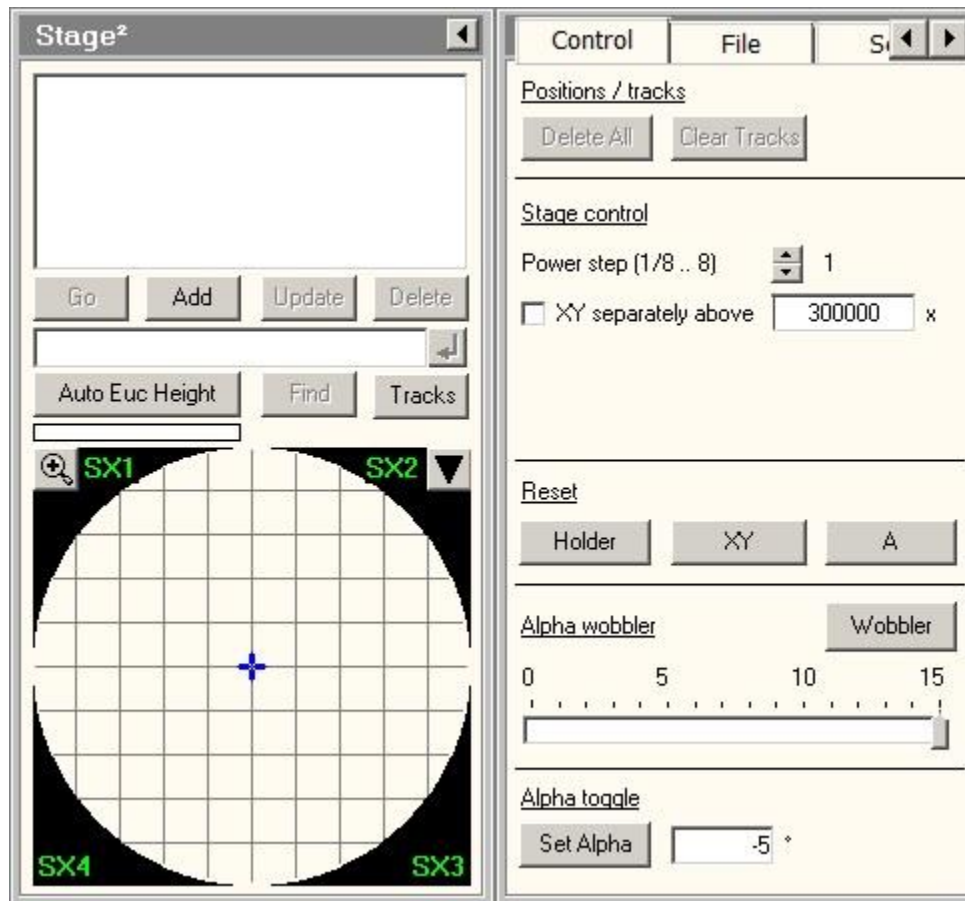 Stage²
Go Add Update Delete
Auto Euc Height Find Tracks
SX1 SX2
SX4 SX3
Control File
Positions / tracks
Delete All Clear Tracks
Stage control
Power step (1/8 .. 8) 1
XY separately above 300000 x
Reset
Holder XY A
Alpha wobbler Wobbler
0 5 10 15
Alpha toggle
Set Alpha -5 °